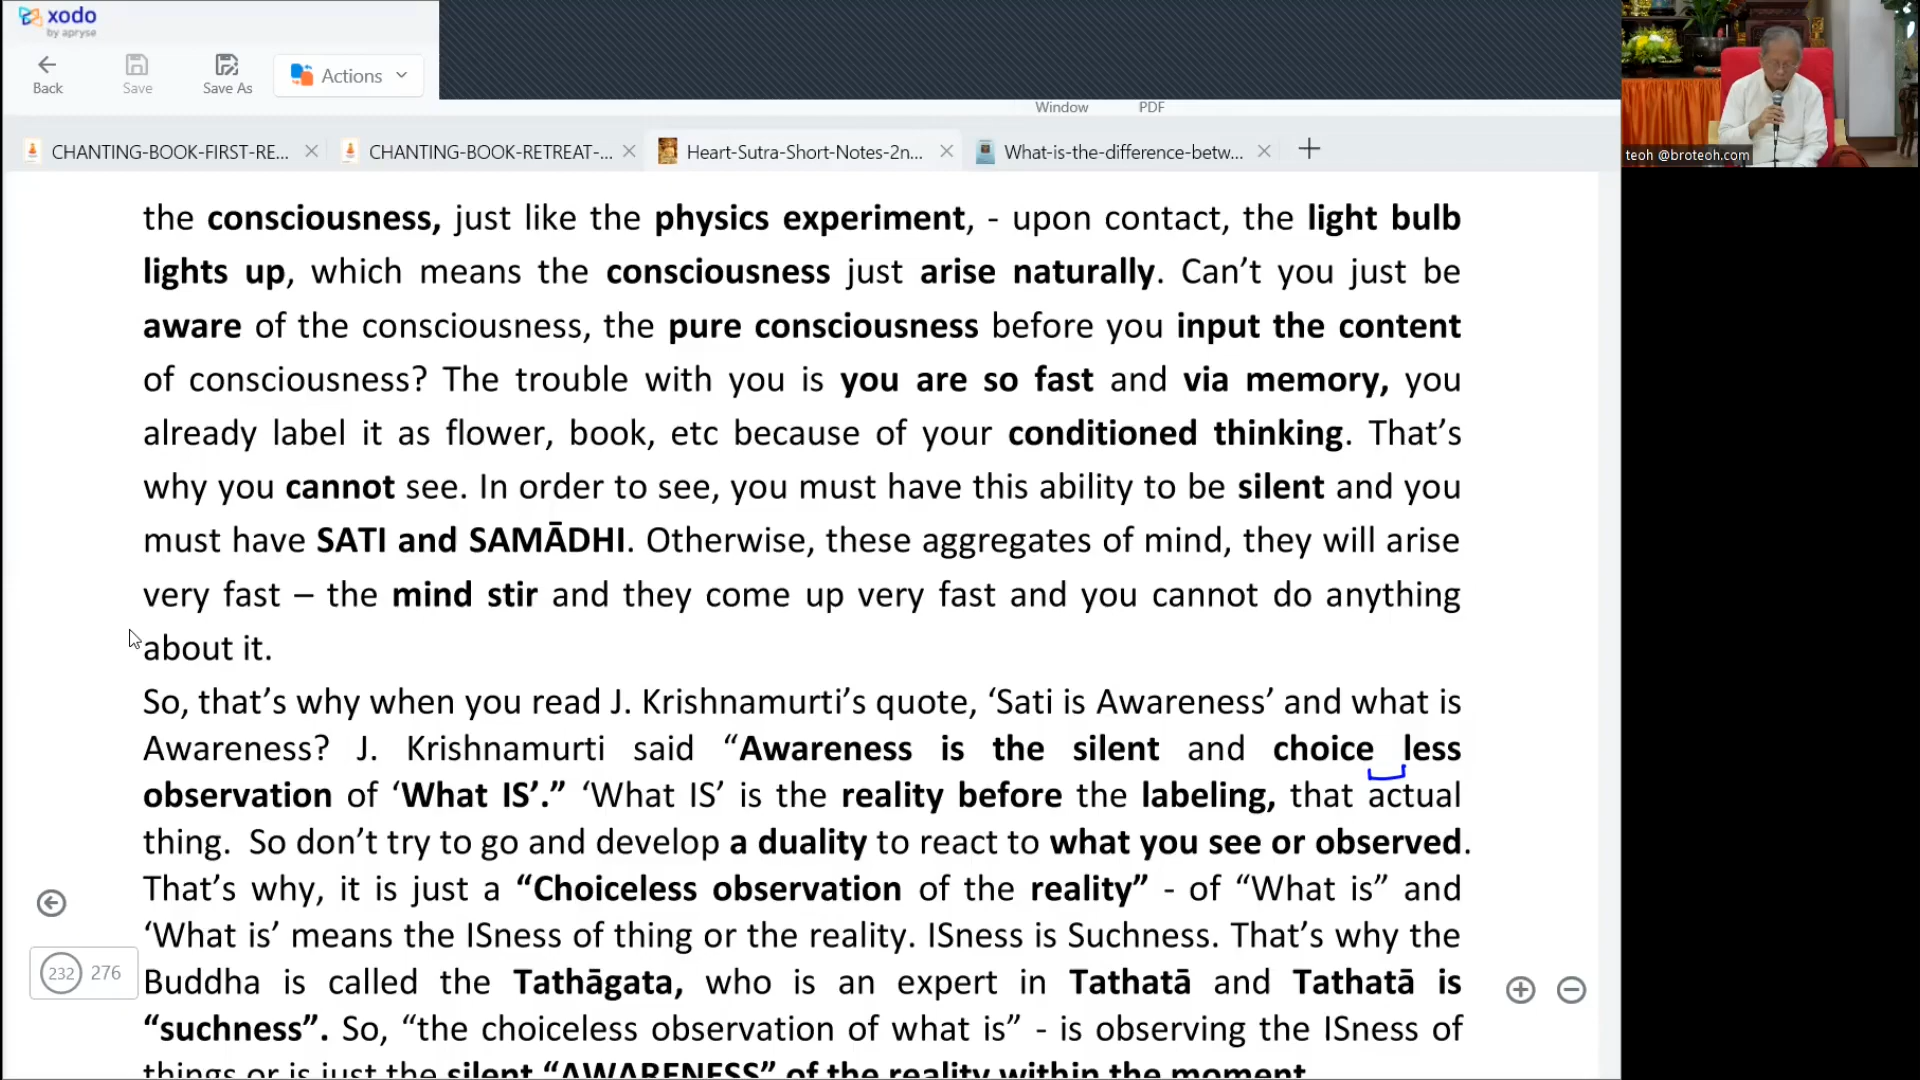 xodo
by apryse
Back
Save
Save As
Actions
Window
PDF
CHANTING-BOOK-FIRST-RE...
CHANTING-BOOK-RETREAT-...
Heart-Sutra-Short-Notes-2n...
What-is-the-difference-betw...
teoh @broteoh.com
the consciousness, just like the physics experiment, - upon contact, the light bulb
lights up, which means the consciousness just arise naturally. Can’t you just be
aware of the consciousness, the pure consciousness before you input the content
of consciousness? The trouble with you is you are so fast and via memory, you
already label it as flower, book, etc because of your conditioned thinking. That’s
why you cannot see. In order to see, you must have this ability to be silent and you
must have SATI and SAMĀDHI. Otherwise, these aggregates of mind, they will arise
very fast – the mind stir and they come up very fast and you cannot do anything
about it.
So, that’s why when you read J. Krishnamurti’s quote, ‘Sati is Awareness’ and what is
Awareness? J. Krishnamurti said “Awareness is the silent and choice less
observation of ‘What IS’.” ‘What IS’ is the reality before the labeling, that actual
thing. So don’t try to go and develop a duality to react to what you see or observed.
That’s why, it is just a “Choiceless observation of the reality” - of “What is” and
‘What is’ means the ISness of thing or the reality. ISness is Suchness. That’s why the
Buddha is called the Tathāgata, who is an expert in Tathatā and Tathatā is
“suchness”. So, “the choiceless observation of what is” - is observing the ISness of
things or is just the silent “AWARENESS” of the reality within the moment
232 276